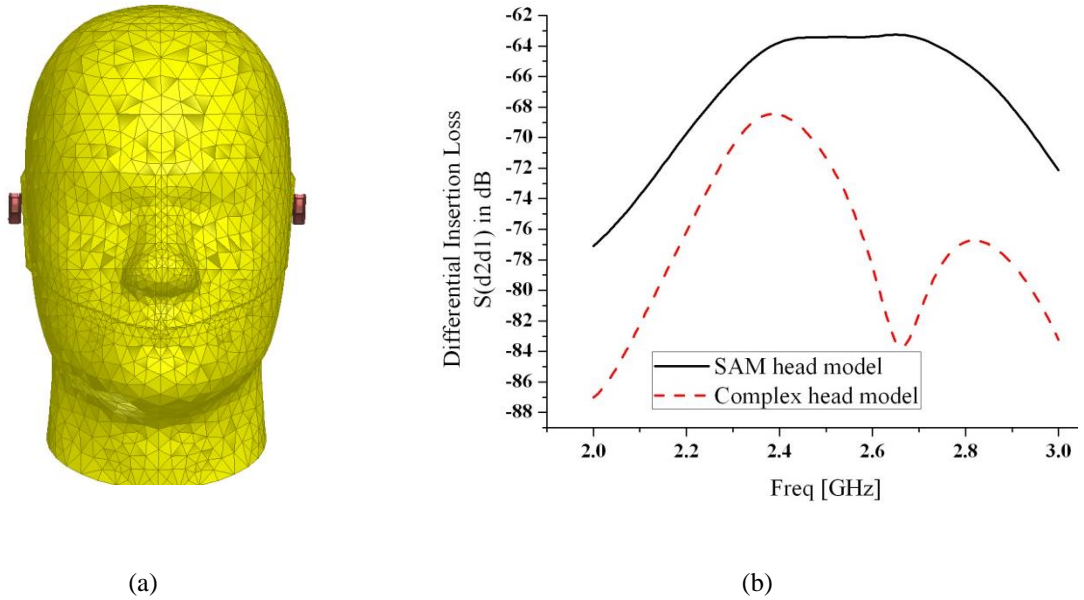 -62
-64
-66
-68
-70
-72
-74
-76
-78
-80
-82
-84
-86
-88
Differential Insertion Loss
S(d2d1) in dB
SAM head model
Complex head model
2.0 2.2 2.4 2.6 2.8 3.0
Freq [GHz]
(a) (b)